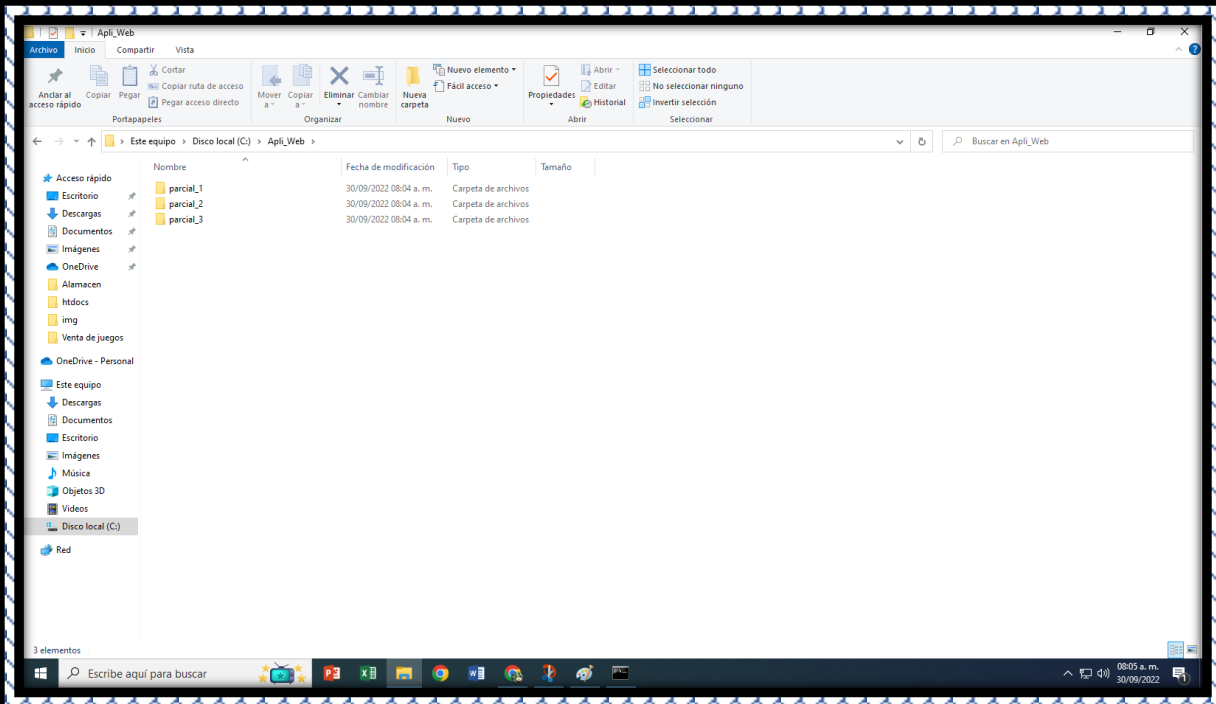 Apli_Web
Archivo Inicio Compartir Vista
Anclar al acceso rápido
Copiar
Pegar
Cortar
Copiar ruta de acceso
Pegar acceso directo
Portapapeles
Mover a
Copiar a
Eliminar
Cambiar nombre
Organizar
Nueva carpeta
Nuevo elemento
Fácil acceso
Nuevo
Propiedades
Abrir
Editar
Historial
Abrir
Seleccionar todo
No seleccionar ninguno
Invertir selección
Seleccionar
Este equipo > Disco local (C:) > Apli_Web >
Buscar en Apli_Web
Nombre Fecha de modificación Tipo Tamaño
parcial_1 30/09/2022 08:04 a. m. Carpeta de archivos
parcial_2 30/09/2022 08:04 a. m. Carpeta de archivos
parcial_3 30/09/2022 08:04 a. m. Carpeta de archivos
Acceso rápido
Escritorio
Descargas
Documentos
Imágenes
OneDrive
Alamacen
htdocs
img
Venta de juegos
OneDrive - Personal
Este equipo
Descargas
Documentos
Escritorio
Imágenes
Música
Objetos 3D
Videos
Disco local (C:)
Red
3 elementos
Escribe aquí para buscar
08:05 a. m.
30/09/2022